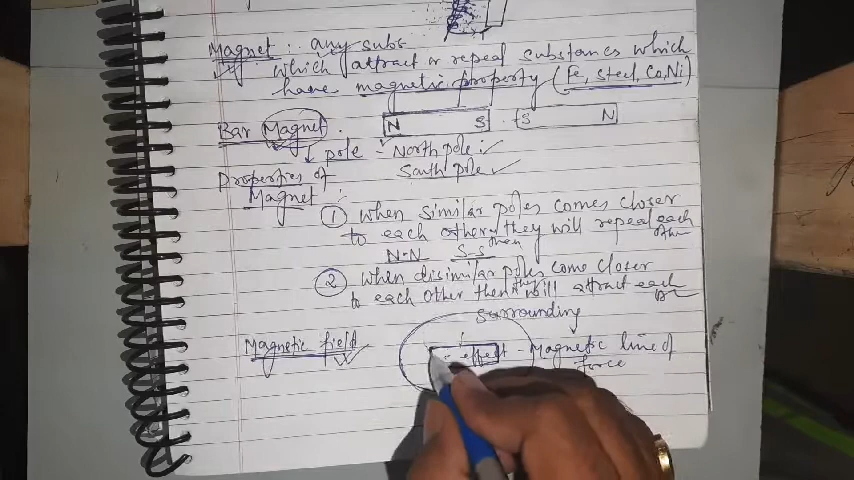 Magnet : any subs
which attract or repeal substances which
have magnetic property (Fe, Steel, Co, Ni)
Bar Magnet . N S S N
pole - North pole
South pole
Properties of
Magnet :
① when similar poles comes closer
to each other they will repeal each
other
then
N-N S-S
② when disimilar poles come closer
to each other then they will attract each
surrounding
Magnetic field effect - Magnetic line of
force